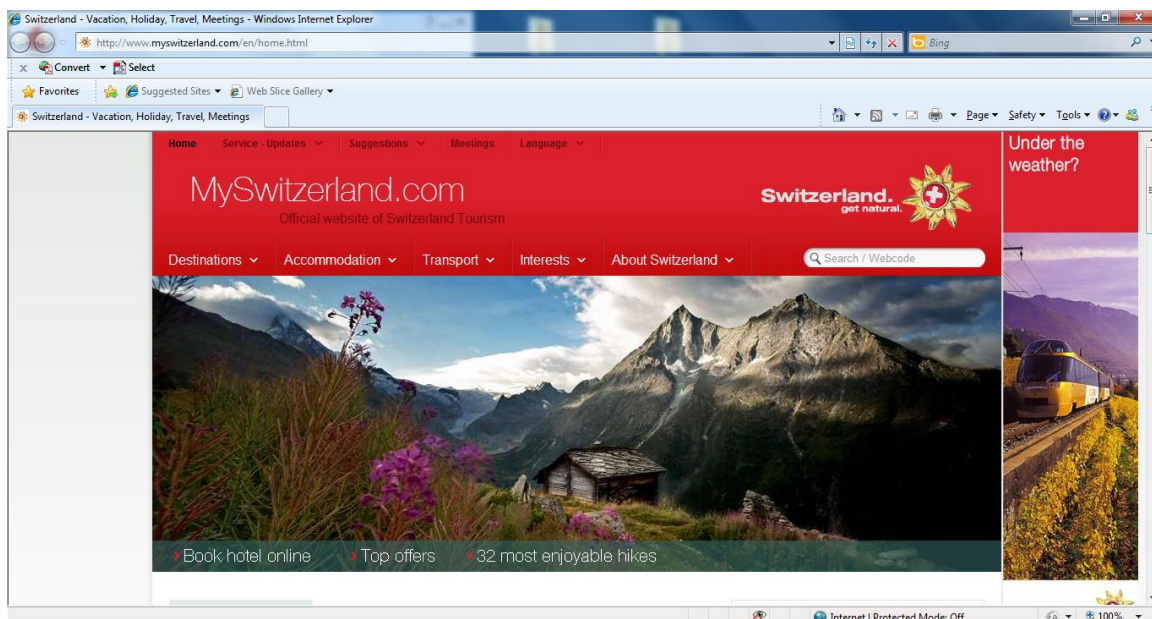 Switzerland - Vacation, Holiday, Travel, Meetings - Windows Internet Explorer
http://www.myswitzerland.com/en/home.html
Bing
x Convert Select
Favorites Suggested Sites Web Slice Gallery
Switzerland - Vacation, Holiday, Travel, Meetings
Page Safety Tools
Home Service - Updates Suggestions Meetings Language
MySwitzerland.com
Official website of Switzerland Tourism
Switzerland.
get natural.
Under the
weather?
Destinations Accommodation Transport Interests About Switzerland
Search / Webcode
Book hotel online Top offers 32 most enjoyable hikes
Internet | Protected Mode: Off
100%